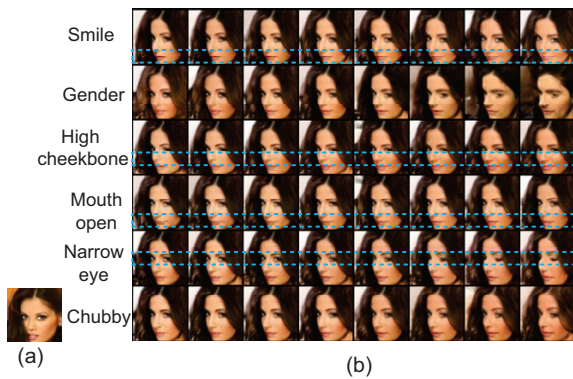 Smile
Gender
High
cheekbone
Mouth
open
Narrow
eye
Chubby
(a)
(b)